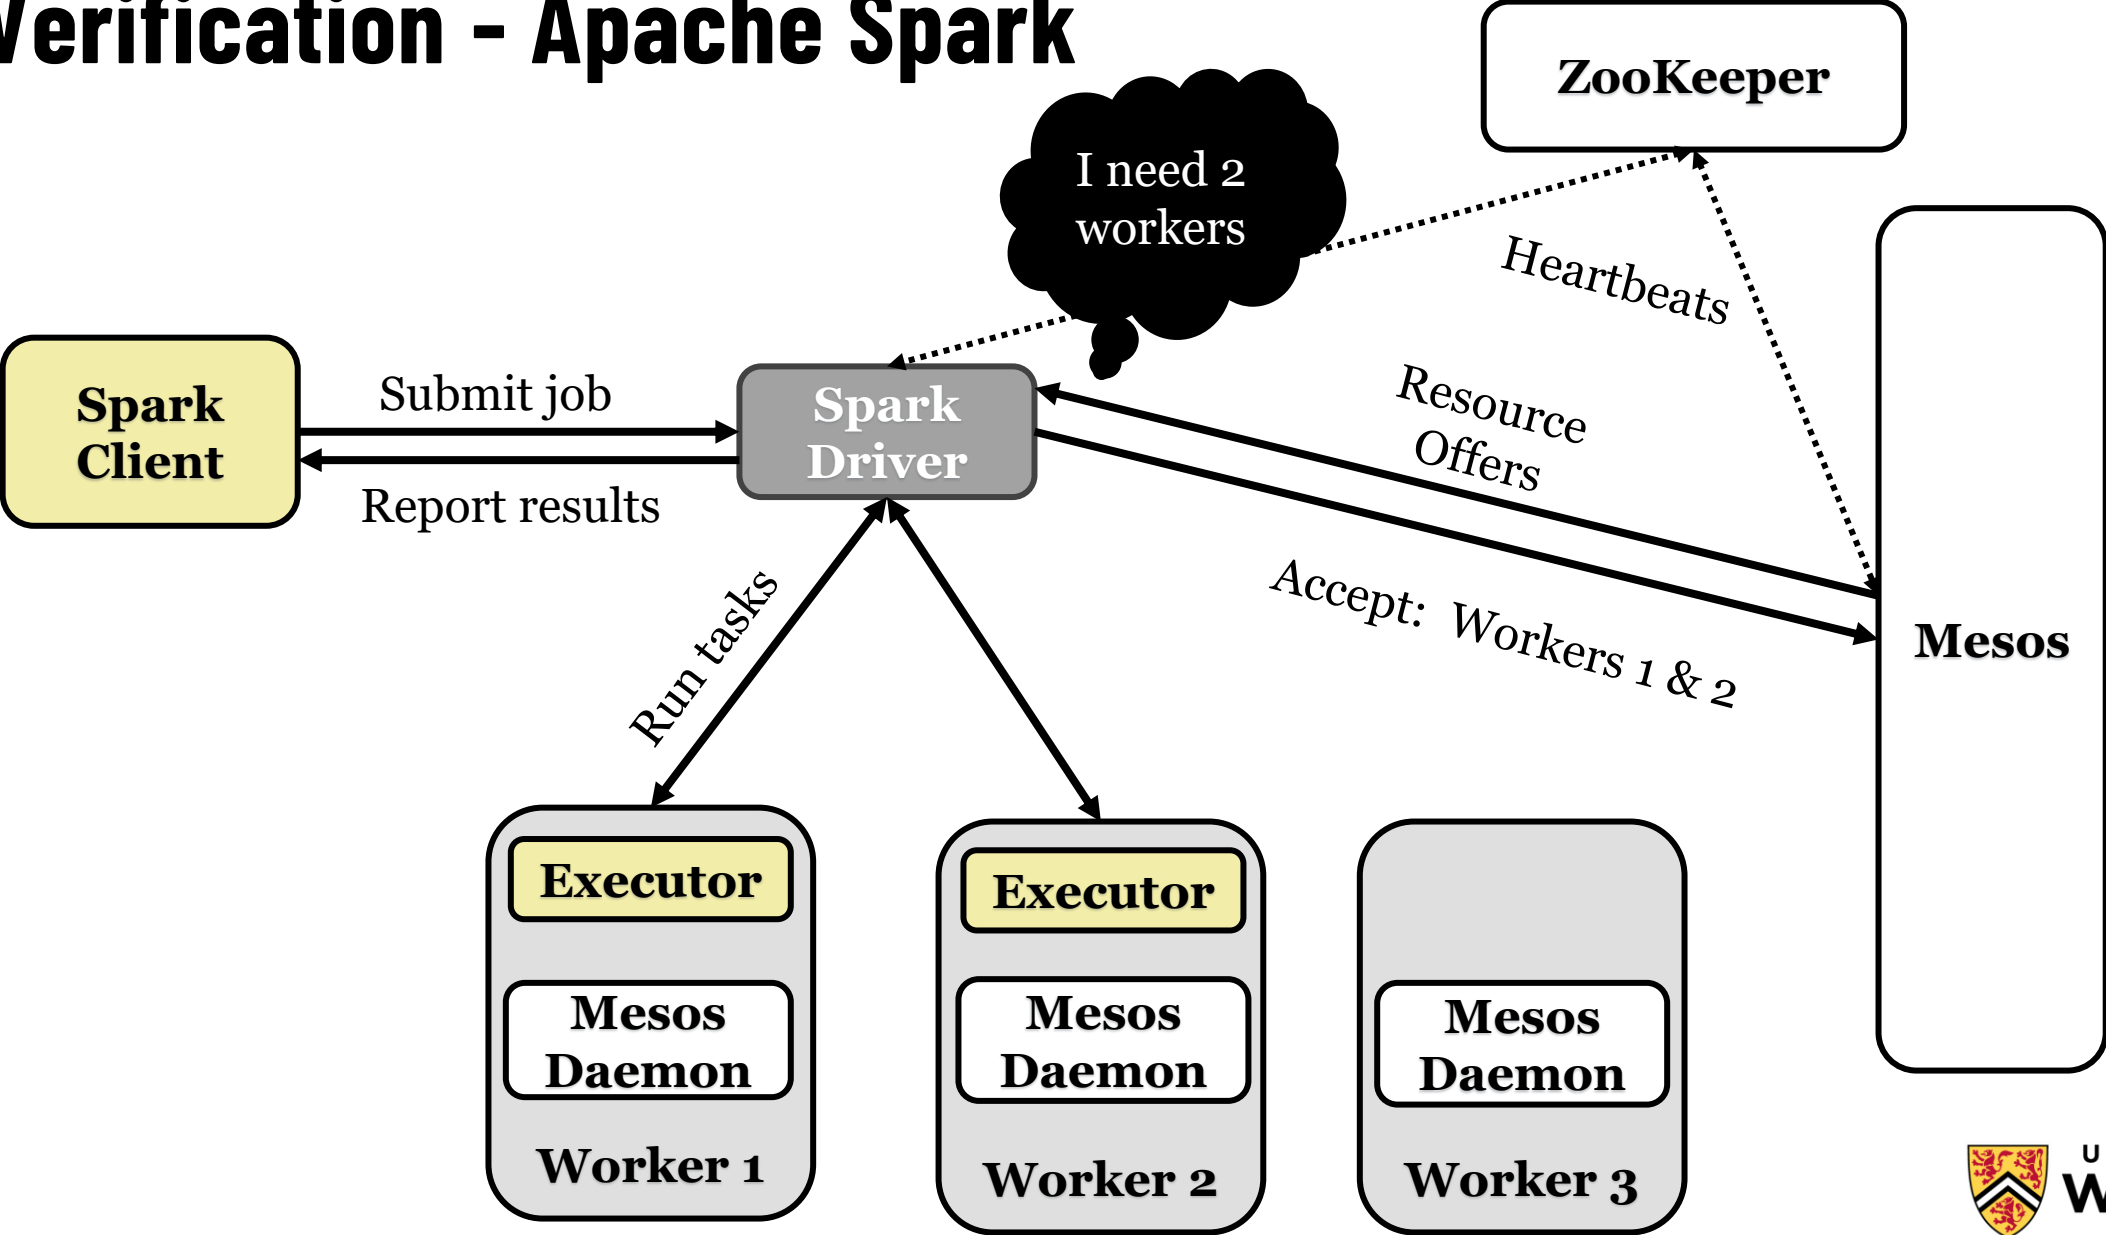 Verification - Apache Spark
ZooKeeper
I need 2
workers
Heartbeats
Spark
Client
Submit job
Report results
Spark
Driver
Resource
Offers
Accept: Workers 1 & 2
Mesos
Run tasks
Executor
Mesos
Daemon
Worker 1
Executor
Mesos
Daemon
Worker 2
Mesos
Daemon
Worker 3